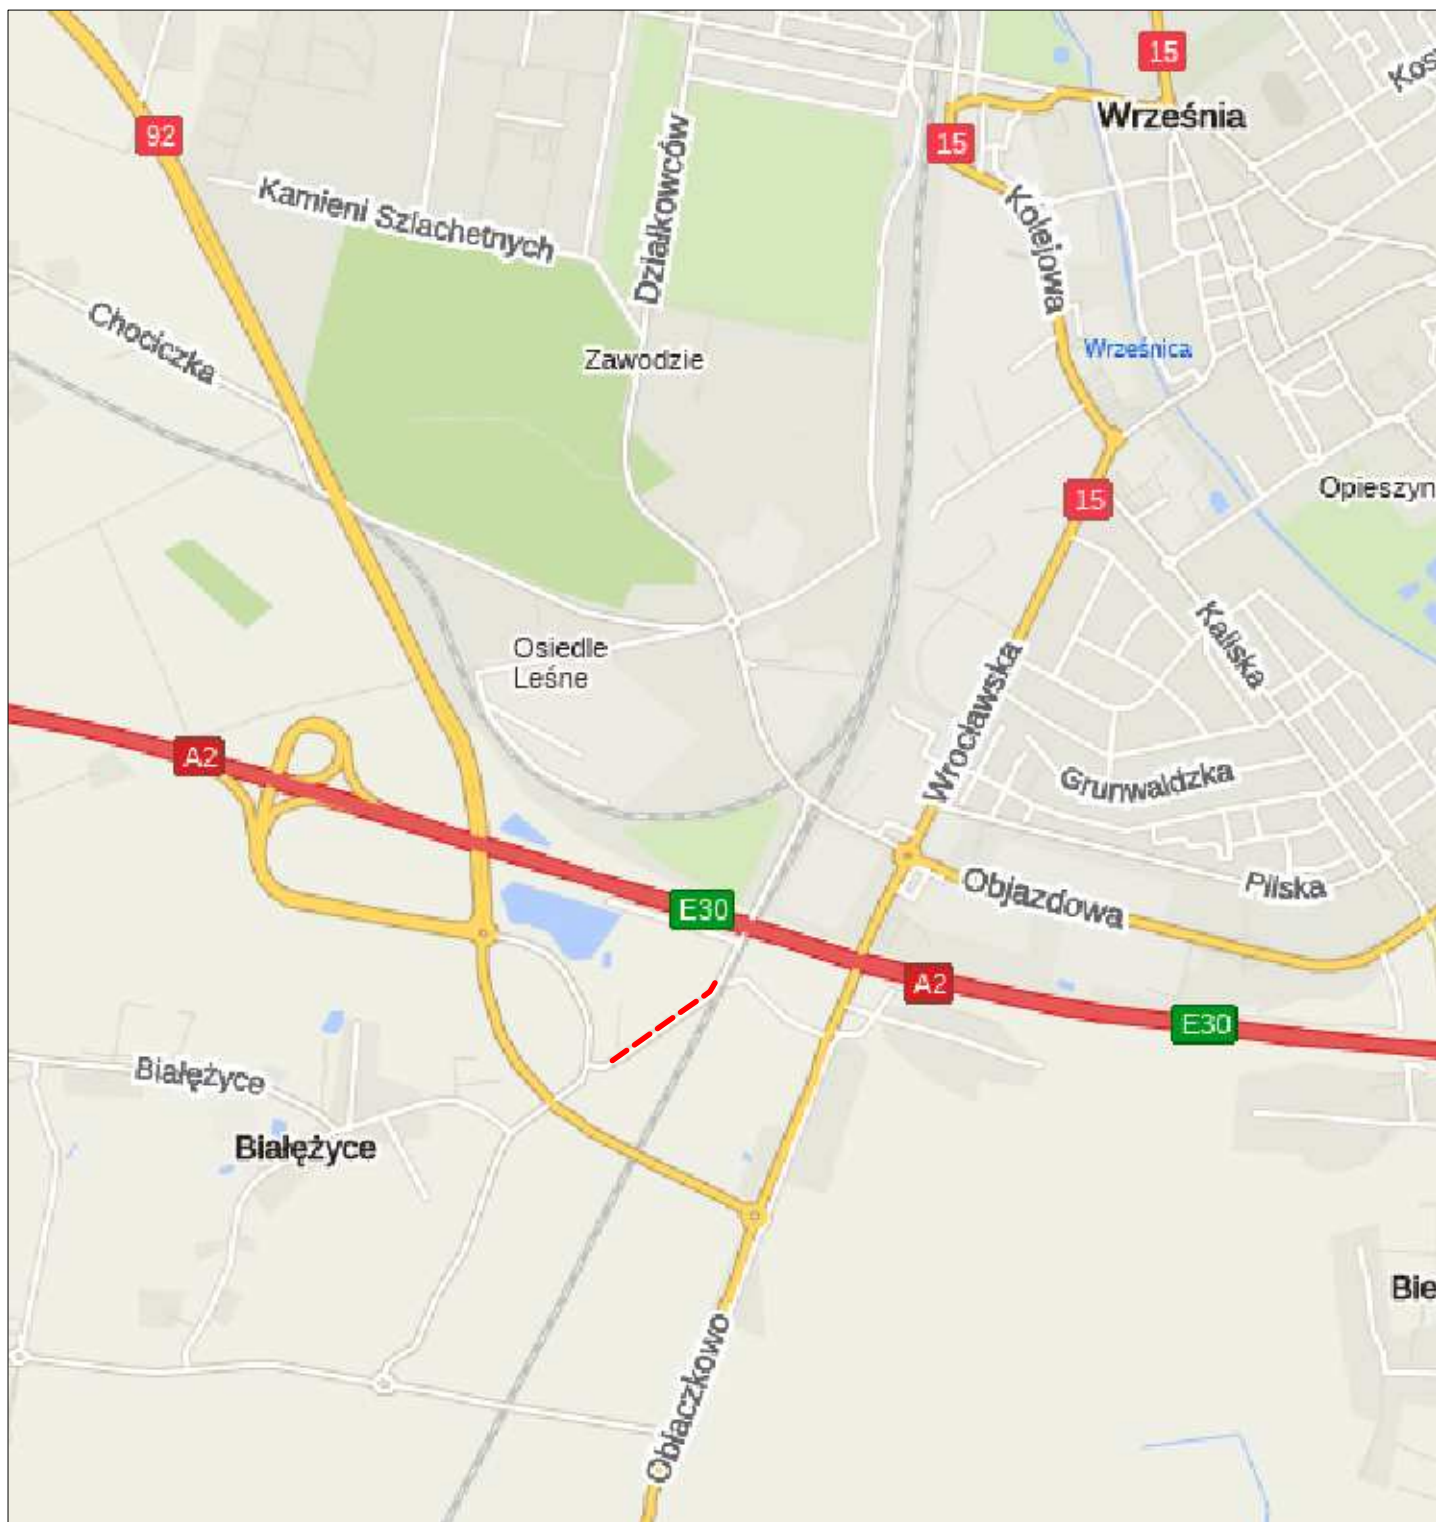 15
Kos
92
Września
15
Kamieni Szlachetnych
Działkowców
Kolejowa
Chociczka
Wrześnica
Zawodzie
Opieszyn
15
Kaliska
Osiedle
Leśne
Wrocławska
A2
Grunwaldzka
Pilska
Objazdowa
E30
A2
E30
Białężyce
Białężyce
Bie
Obłaczkowo